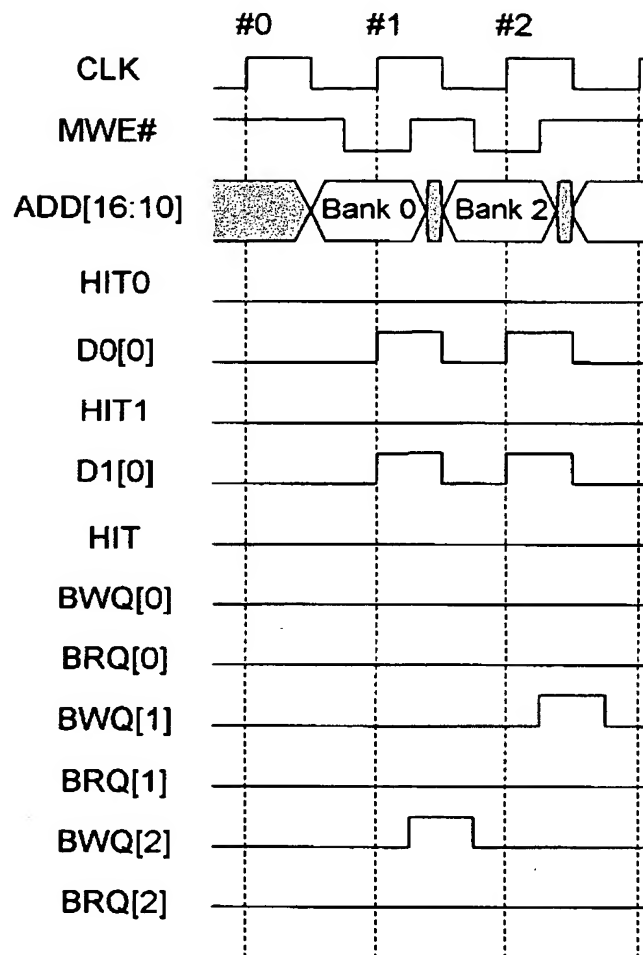 #0 #1 #2
CLK
MWE#
ADD[16:10] Bank 0 Bank 2
HIT0
D0[0]
HIT1
D1[0]
HIT
BWQ[0]
BRQ[0]
BWQ[1]
BRQ[1]
BWQ[2]
BRQ[2]